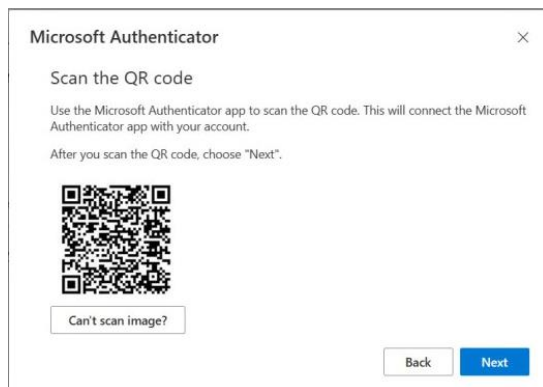 Microsoft Authenticator
Scan the QR code
Use the Microsoft Authenticator app to scan the QR code. This will connect the Microsoft
Authenticator app with your account.
After you scan the QR code, choose "Next".
Can't scan image?
Back
Next